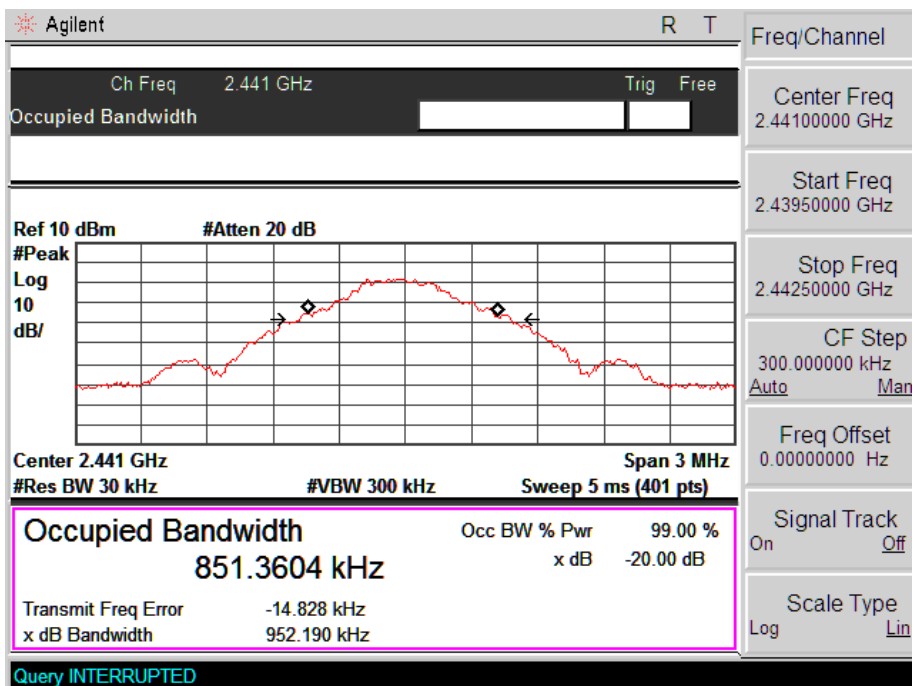 Agilent
R T
Freq/Channel
Ch Freq 2.441 GHz Trig Free
Occupied Bandwidth
Center Freq
2.44100000 GHz
Start Freq
2.43950000 GHz
Stop Freq
2.44250000 GHz
CF Step
300.000000 kHz
Auto Man
Freq Offset
0.00000000 Hz
Signal Track
On Off
Scale Type
Log Lin
Ref 10 dBm #Atten 20 dB
#Peak
Log
10
dB/
Center 2.441 GHz Span 3 MHz
#Res BW 30 kHz #VBW 300 kHz Sweep 5 ms (401 pts)
Occupied Bandwidth
851.3604 kHz
Occ BW % Pwr 99.00 %
x dB -20.00 dB
Transmit Freq Error -14.828 kHz
x dB Bandwidth 952.190 kHz
Query INTERRUPTED